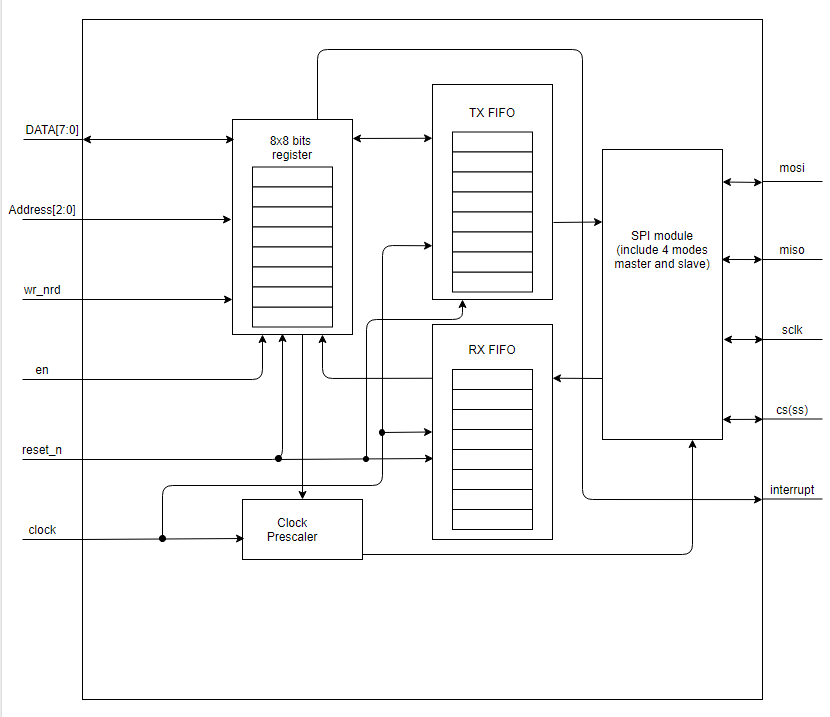 DATA[7:0]
Address[2:0]
wr_nrd
en
reset_n
clock
8x8 bits
register
TX FIFO
RX FIFO
Clock
Prescaler
SPI module
(include 4 modes
master and slave)
mosi
miso
sclk
cs(ss)
interrupt